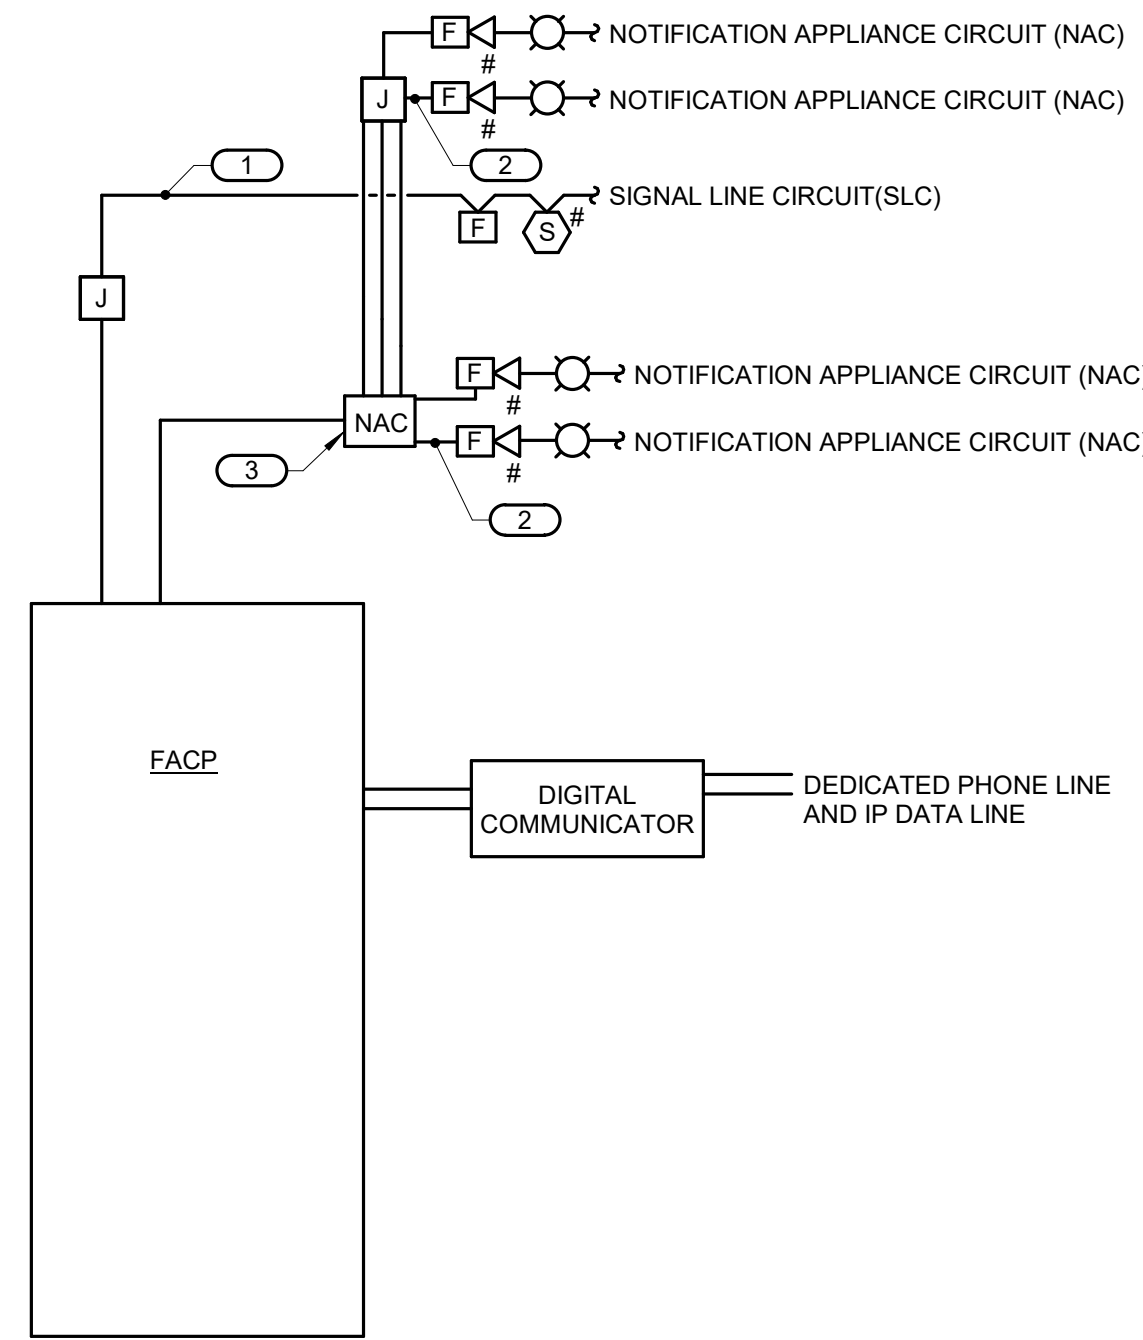 F NOTIFICATION APPLIANCE CIRCUIT (NAC)
#
J F NOTIFICATION APPLIANCE CIRCUIT (NAC)
#
1 2
SIGNAL LINE CIRCUIT(SLC)
F S #
J
F NOTIFICATION APPLIANCE CIRCUIT (NAC)
#
NAC F NOTIFICATION APPLIANCE CIRCUIT (NAC)
3 #
2
FACP
DIGITAL
COMMUNICATOR
DEDICATED PHONE LINE
AND IP DATA LINE